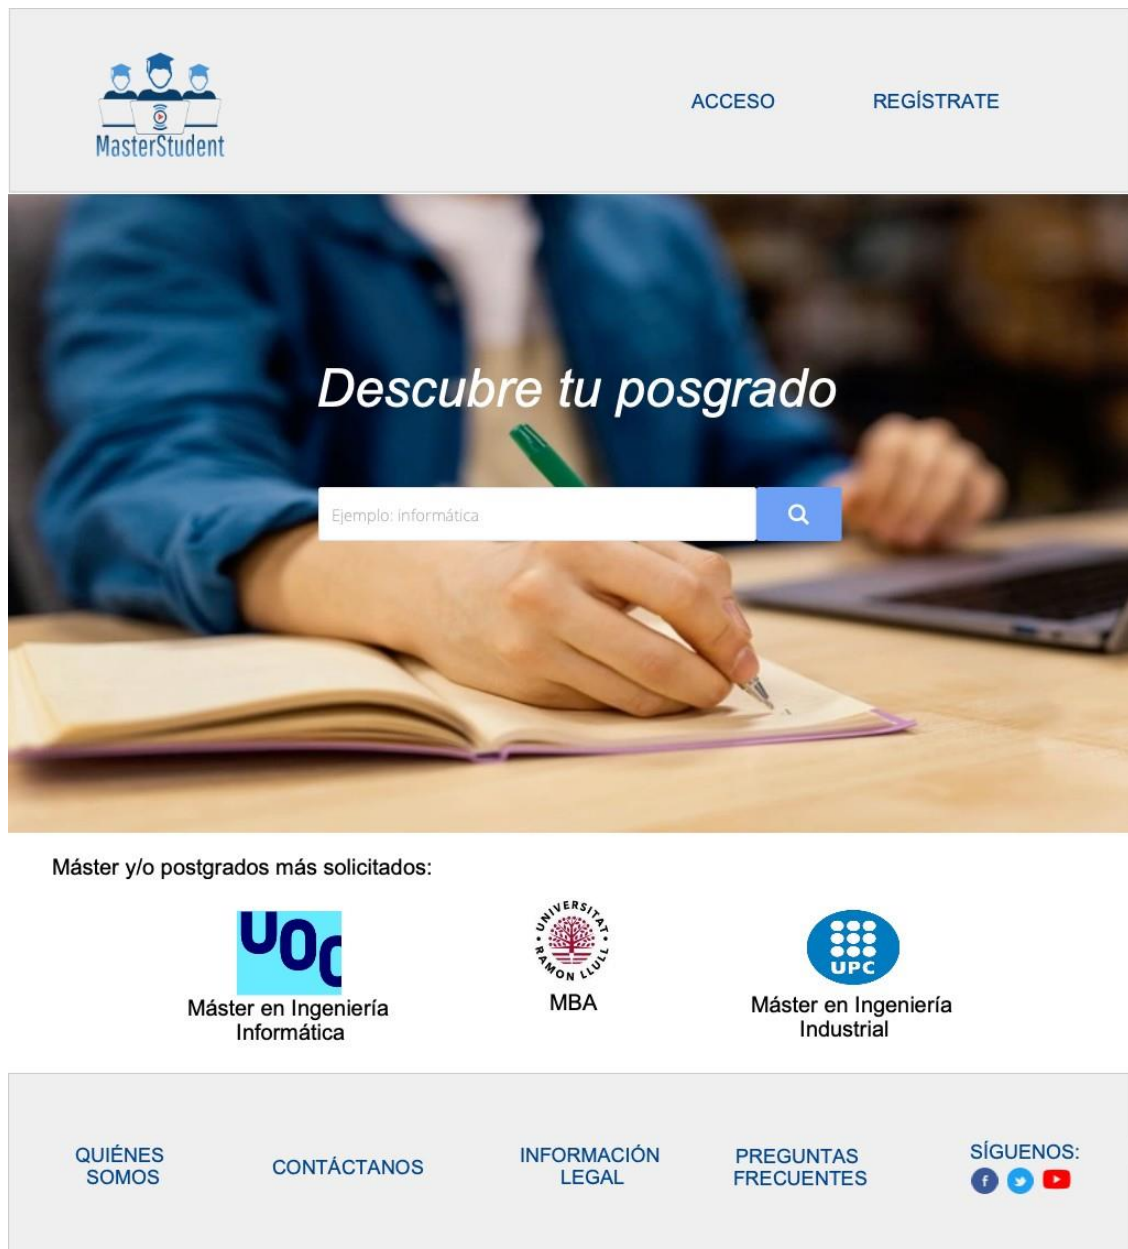 MasterStudent
ACCESO
REGÍSTRATE
Descubre tu posgrado
Ejemplo: informática
Máster y/o postgrados más solicitados:
UOC
Máster en Ingeniería
Informática
UNIVERSITAT
RAMON LLULL
MBA
UPC
Máster en Ingeniería
Industrial
QUIÉNES
SOMOS
CONTÁCTANOS
INFORMACIÓN
LEGAL
PREGUNTAS
FRECUENTES
SÍGUENOS: